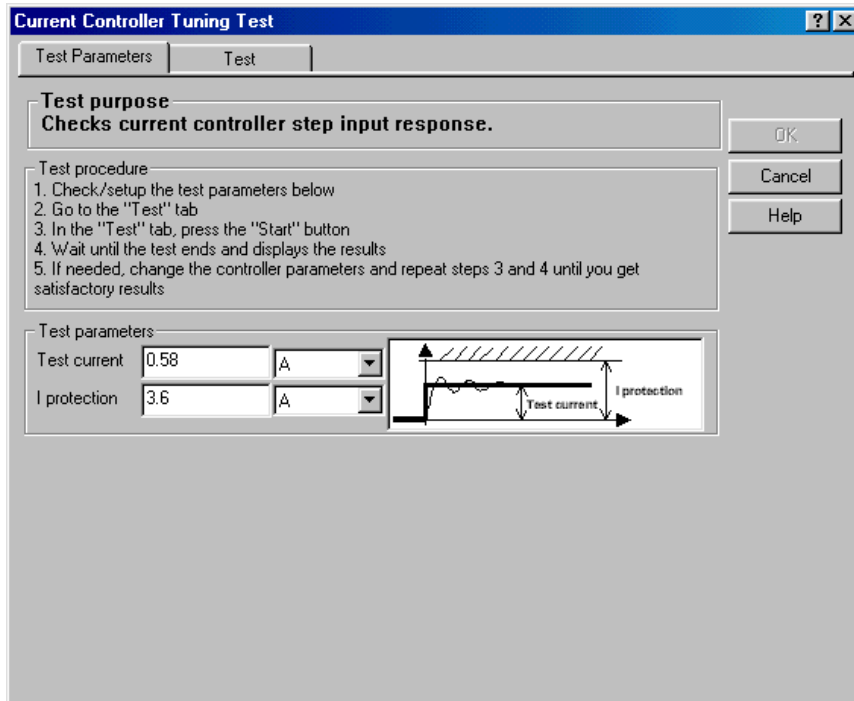 Current Controller Tuning Test
Test Parameters
Test
Test purpose
Checks current controller step input response.
OK
Cancel
Help
Test procedure
1. Check/setup the test parameters below
2. Go to the "Test" tab
3. In the "Test" tab, press the "Start" button
4. Wait until the test ends and displays the results
5. If needed, change the controller parameters and repeat steps 3 and 4 until you get
satisfactory results
Test parameters
Test current 0.58 A
I protection 3.6 A
I protection
Test current